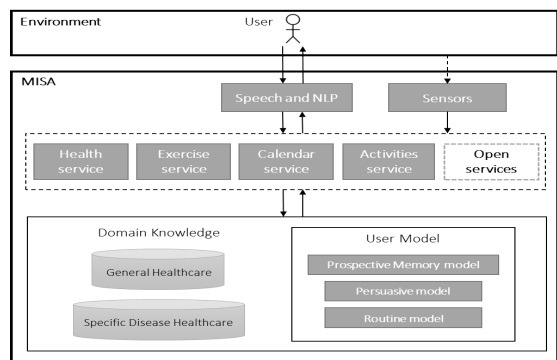 Environment
User
MISA
Speech and NLP
Sensors
Health service
Exercise service
Calendar service
Activities service
Open services
Domain Knowledge
General Healthcare
Specific Disease Healthcare
User Model
Prospective Memory model
Persuasive model
Routine model